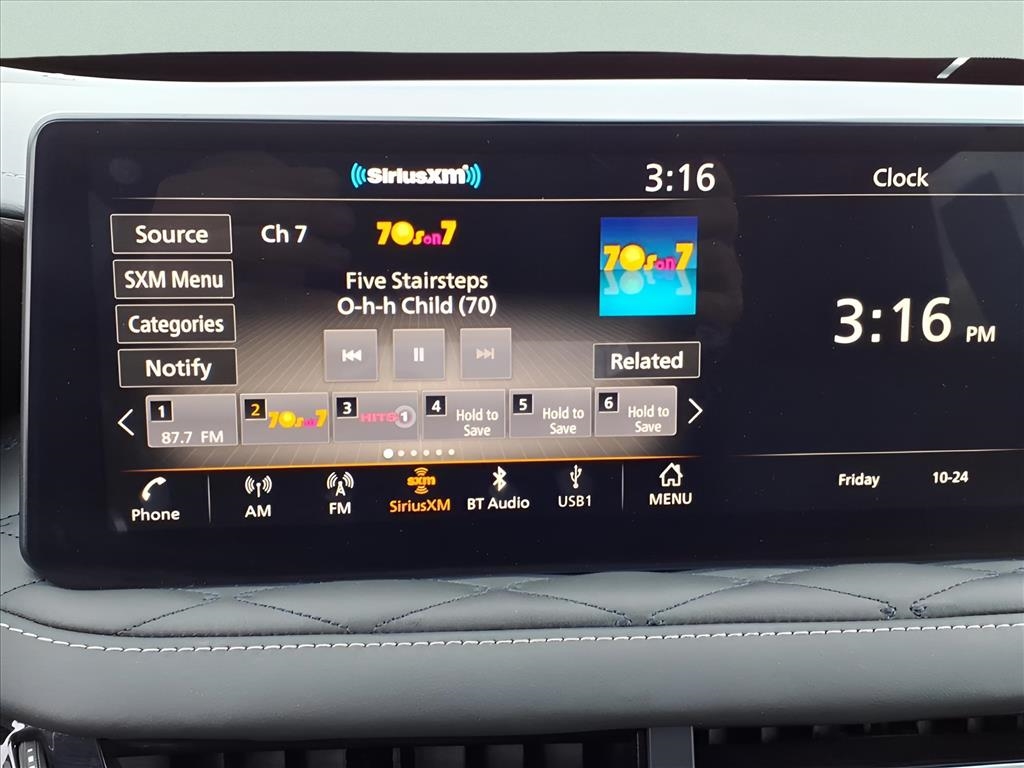 SiriusXM
3:16
Clock
Source
Ch 7
70s on 7
70s on 7
SXM Menu
Five Stairsteps
O-h-h Child (70)
Categories
3:16 PM
Notify
Related
1
87.7 FM
2
70s on 7
3
HITS 1
4
Hold to
Save
5
Hold to
Save
6
Hold to
Save
Friday
10-24
Phone
AM
FM
sxm
SiriusXM
BT Audio
USB1
MENU